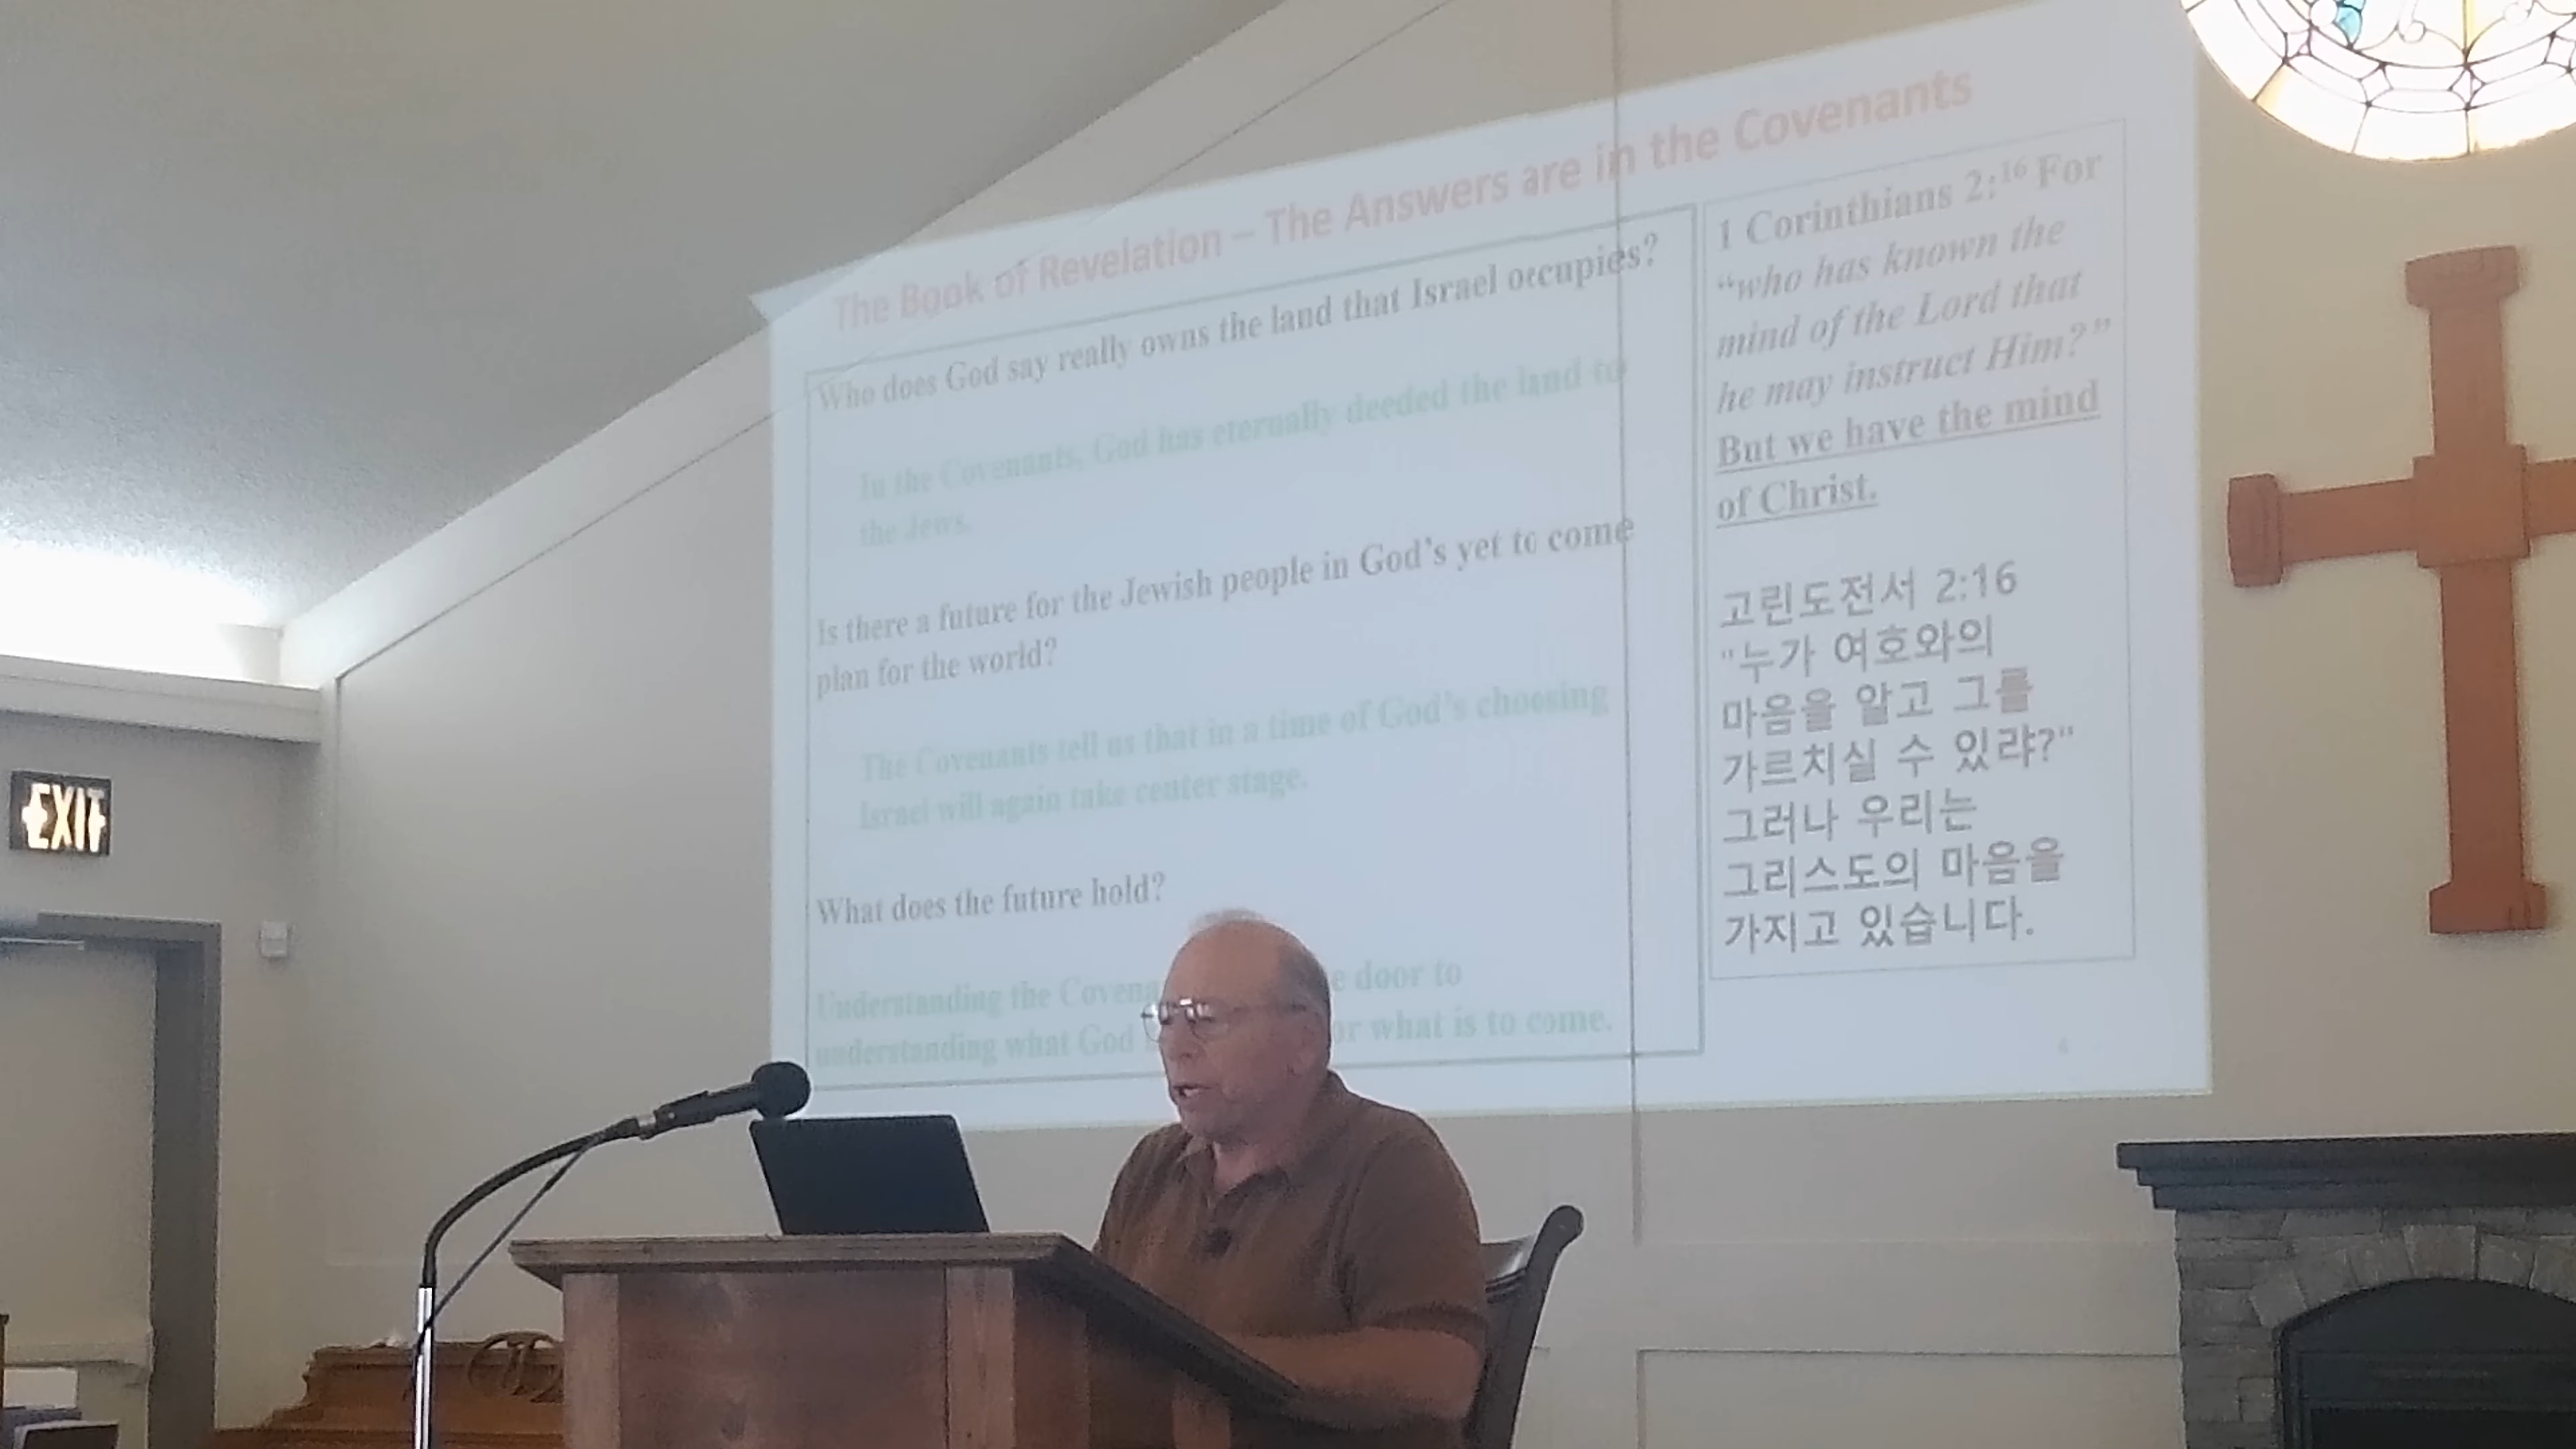 The Book of Revelation – The Answers are in the Covenants
Who does God say really owns the land that Israel occupies?
In the Covenants, God has eternally deeded the land to
the Jews.
Is there a future for the Jewish people in God's yet to come
plan for the world?
The Covenants tell us that in a time of God's choosing
Israel will again take center stage.
What does the future hold?
Understanding the door to
understanding what God what is to come.
1 Corinthians 2:16 For
“who has known the
mind of the Lord that
he may instruct Him?”
But we have the mind
of Christ.
고린도전서 2:16
"누가 여호와의
마음을 알고 그를
가르치실 수 있랴?"
그러나 우리는
그리스도의 마음을
가지고 있습니다.
EXIT